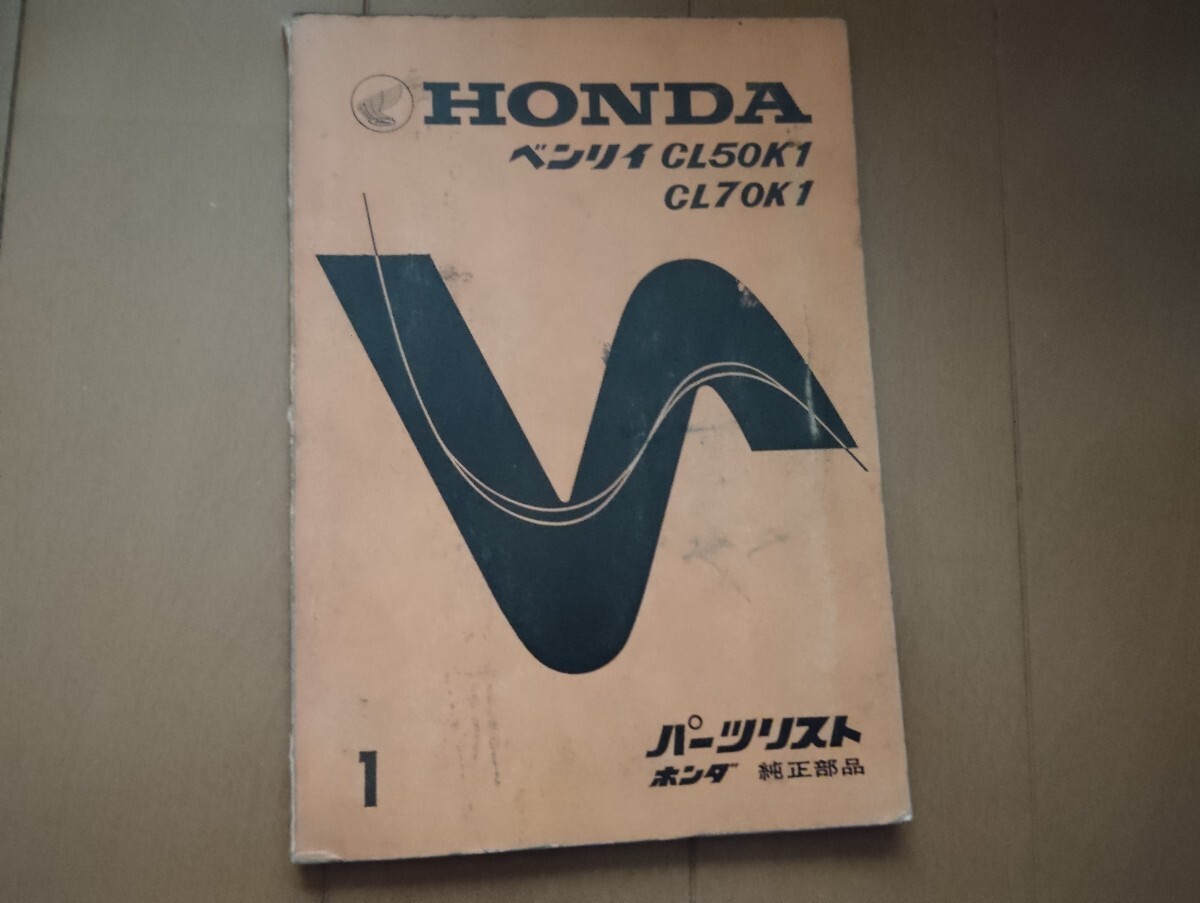 HONDA
ベンリイ CL50K1
CL70K1
パーツリスト
ホンダ 純正部品
1